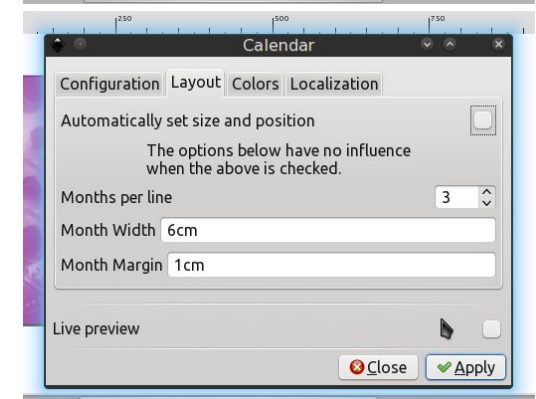 250 500 750
Calendar
Configuration Layout Colors Localization
Automatically set size and position
The options below have no influence
when the above is checked.
Months per line 3
Month Width 6cm
Month Margin 1cm
Live preview
Close Apply